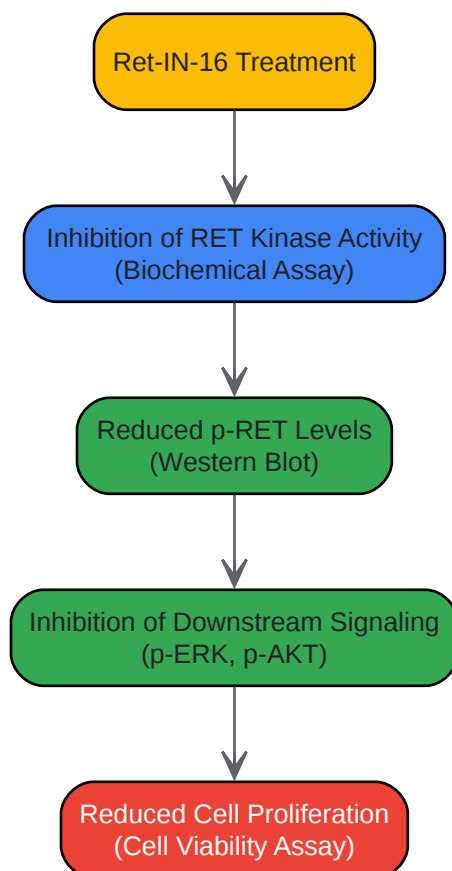 Ret-IN-16 Treatment
Inhibition of RET Kinase Activity
(Biochemical Assay)
Reduced p-RET Levels
(Western Blot)
Inhibition of Downstream Signaling
(p-ERK, p-AKT)
Reduced Cell Proliferation
(Cell Viability Assay)